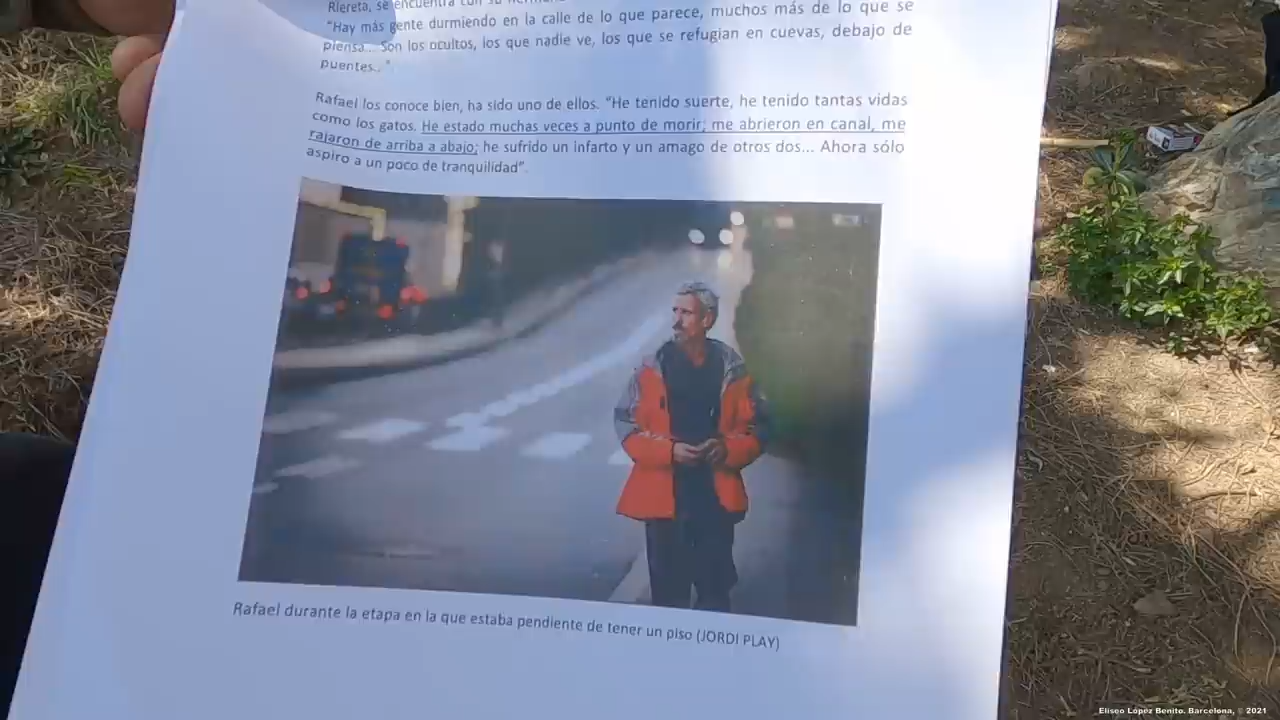 Riereta, se encuentra con su
"Hay más gente durmiendo en la calle de lo que parece, muchos más de lo que se
piensa... Son los ocultos, los que nadie ve, los que se refugian en cuevas, debajo de
puentes.."
Rafael los conoce bien, ha sido uno de ellos. "He tenido suerte, he tenido tantas vidas
como los gatos. He estado muchas veces a punto de morir; me abrieron en canal, me
rajaron de arriba a abajo; he sufrido un infarto y un amago de otros dos... Ahora sólo
aspiro a un poco de tranquilidad".
Rafael durante la etapa en la que estaba pendiente de tener un piso (JORDI PLAY)
Eliseo López Benito. Barcelona, © 2021